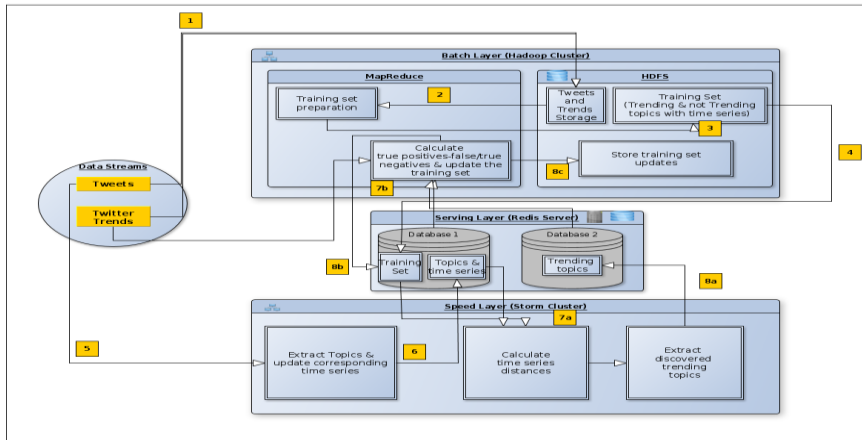 1
Batch Layer (Hadoop Cluster)
MapReduce
HDFS
Training set
preparation
2
Tweets
and
Trends
Storage
Training Set
(Trending & not Trending
topics with time series)
3
4
Calculate
true positives-false/true
negatives & update the
training set
7b
8c
Store training set
updates
Data Streams
Tweets
Twitter
Trends
Serving Layer (Redis Server)
Database 1
Database 2
8b
Training
Set
Topics &
time series
Trending
topics
8a
Speed Layer (Storm Cluster)
7a
5
Extract Topics &
update corresponding
time series
6
Calculate
time series
distances
Extract
discovered
trending
topics